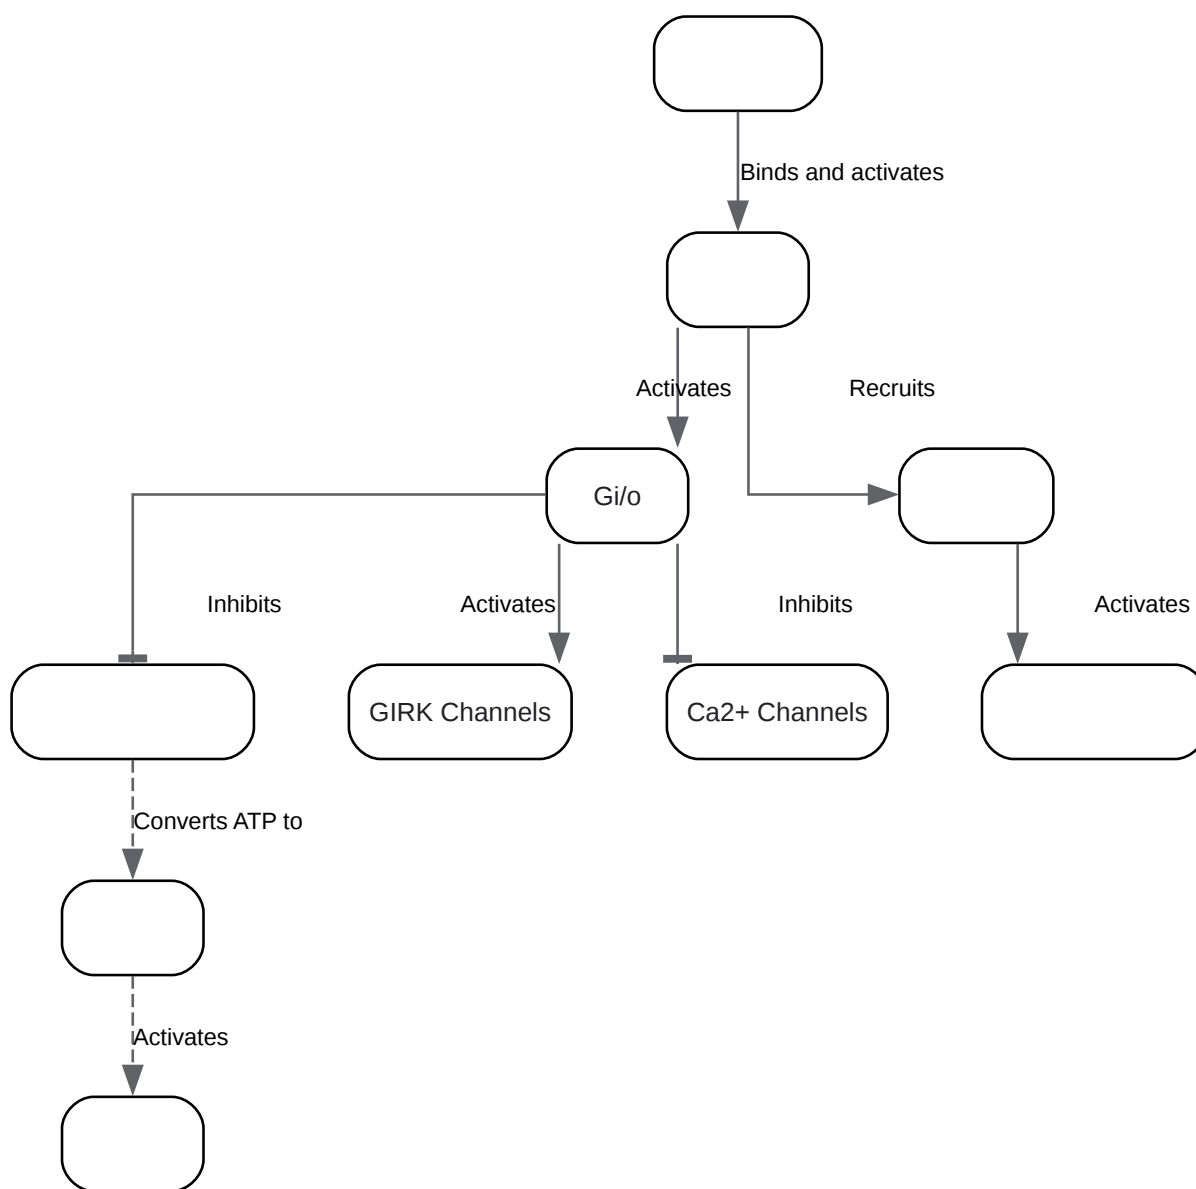 Binds and activates
Activates
Recruits
Gi/o
Inhibits
Activates
Inhibits
Activates
GIRK Channels
Ca2+ Channels
Converts ATP to
Activates